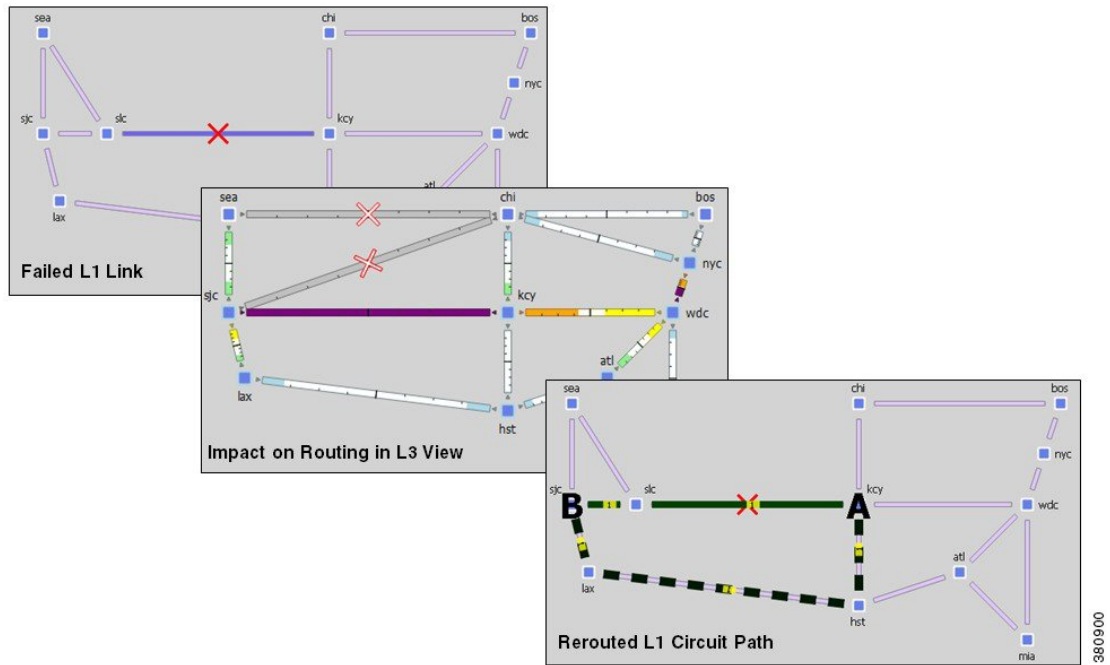 sea
chi
bos
nyc
sjc
slc
kcy
wdc
atl
lax
Failed L1 Link
sea
chi
bos
nyc
sjc
kcy
wdc
atl
lax
hst
Impact on Routing in L3 View
sea
chi
bos
nyc
sjc
B
1
slc
1
A
kcy
wdc
atl
lax
hst
mia
Rerouted L1 Circuit Path
380900